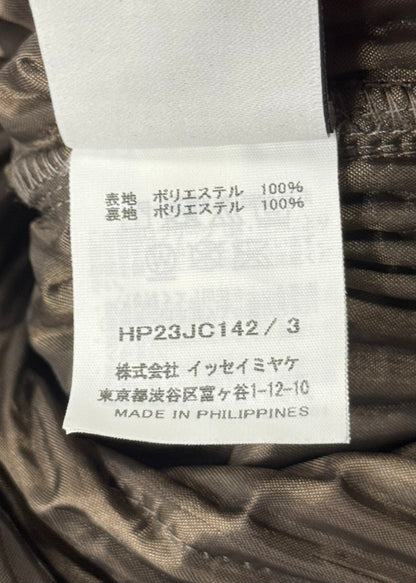 表地 ポリエステル 100%
裏地 ポリエステル 100%
HP23JC142 / 3
株式会社 イッセイミヤケ
東京都渋谷区富ヶ谷1-12-10
MADE IN PHILIPPINES